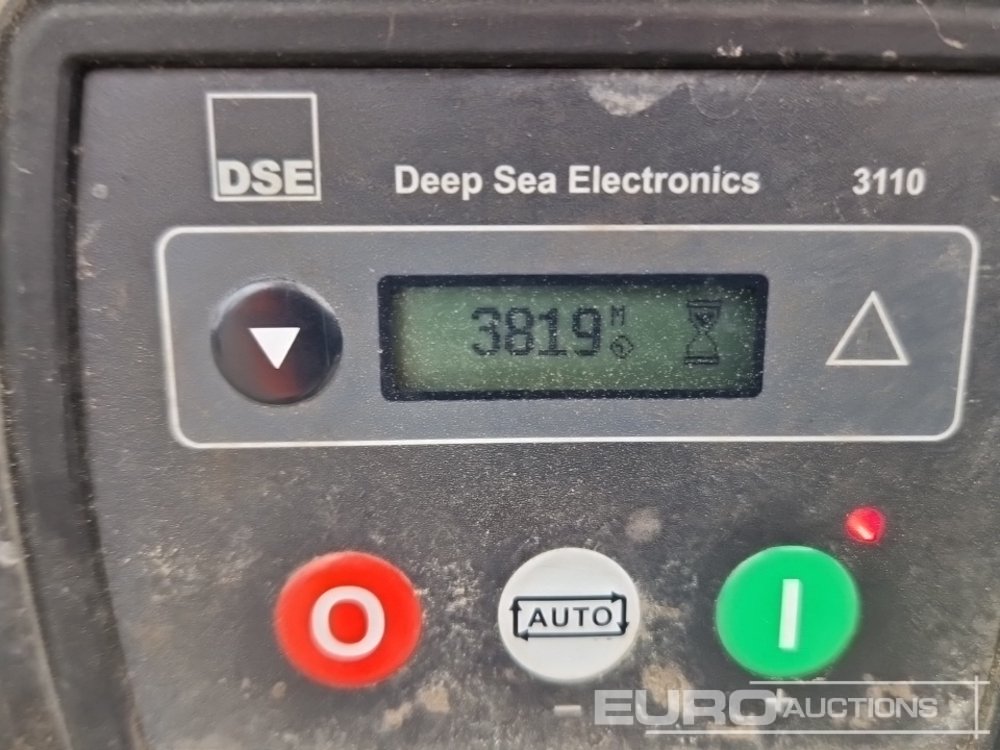 DSE
Deep Sea Electronics 3110
3819 M
O AUTO I
EURO AUCTIONS